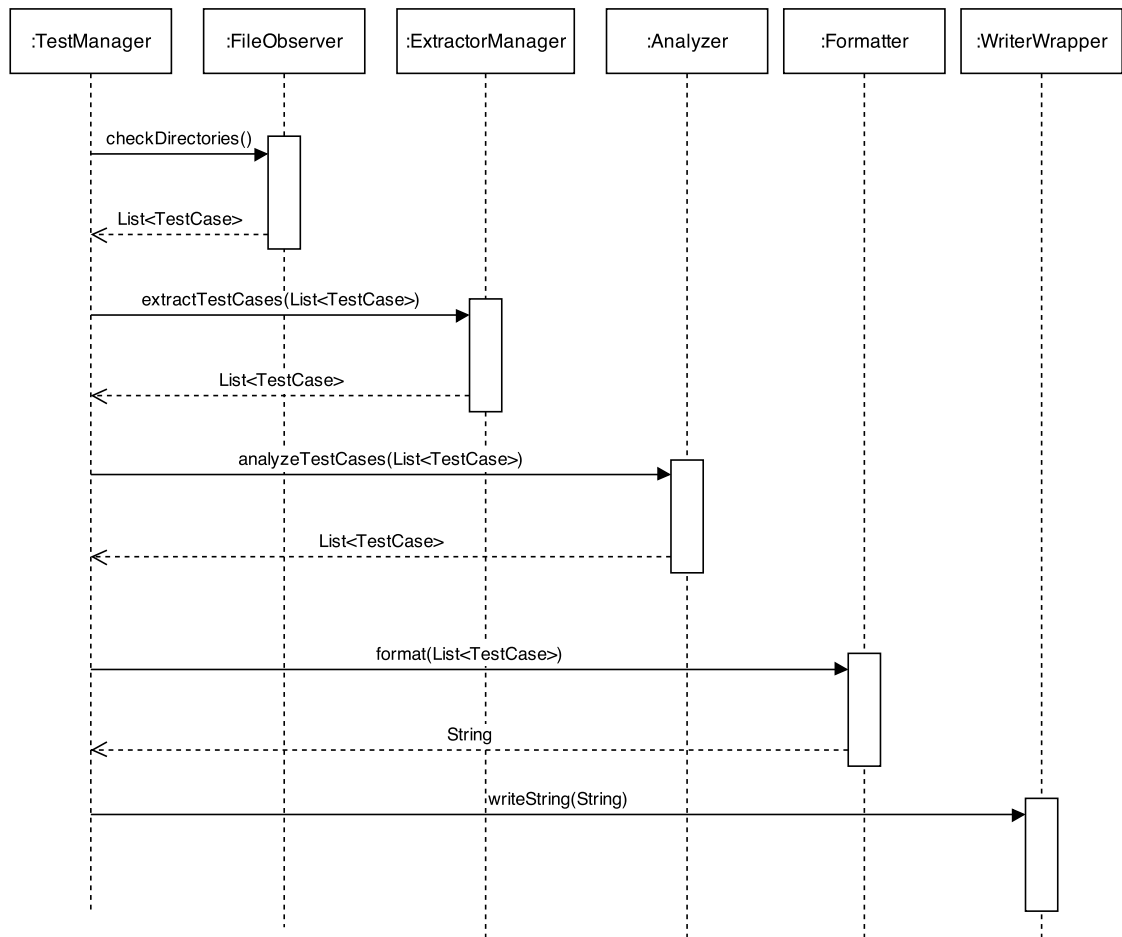 :TestManager
:FileObserver
:ExtractorManager
:Analyzer
:Formatter
:WriterWrapper
checkDirectories()
List<TestCase>
extractTestCases(List<TestCase>)
List<TestCase>
analyzeTestCases(List<TestCase>)
List<TestCase>
format(List<TestCase>)
String
writeString(String)